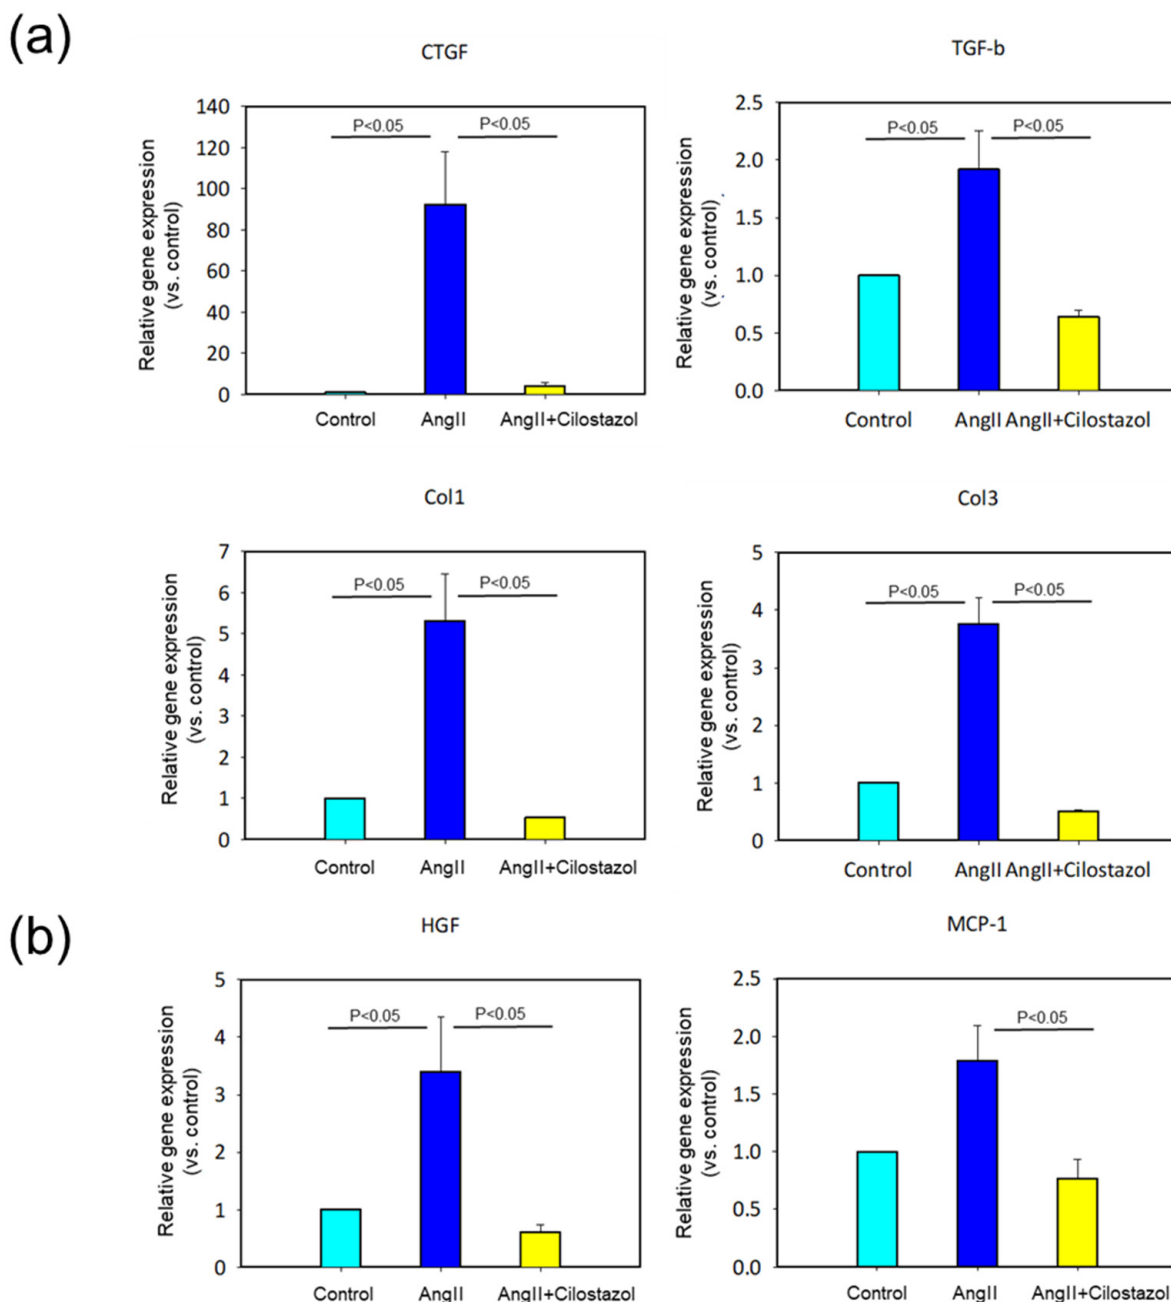 (a)
CTGF
140
120
100
80
60
40
20
0
Relative gene expression
(vs. control)
P<0.05 P<0.05
Control AngII AngII+Cilostazol
TGF-b
2.5
2.0
1.5
1.0
0.5
0.0
Relative gene expression
(vs. control)
P<0.05 P<0.05
Control AngII AngII+Cilostazol
Col1
7
6
5
4
3
2
1
0
Relative gene expression
(vs. control)
P<0.05 P<0.05
Control AngII AngII+Cilostazol
Col3
5
4
3
2
1
0
Relative gene expression
(vs. control)
P<0.05 P<0.05
Control AngII AngII+Cilostazol
(b)
HGF
5
4
3
2
1
0
Relative gene expression
(vs. control)
P<0.05 P<0.05
Control AngII AngII+Cilostazol
MCP-1
2.5
2.0
1.5
1.0
0.5
0.0
Relative gene expression
(vs. control)
P<0.05
Control AngII AngII+Cilostazol